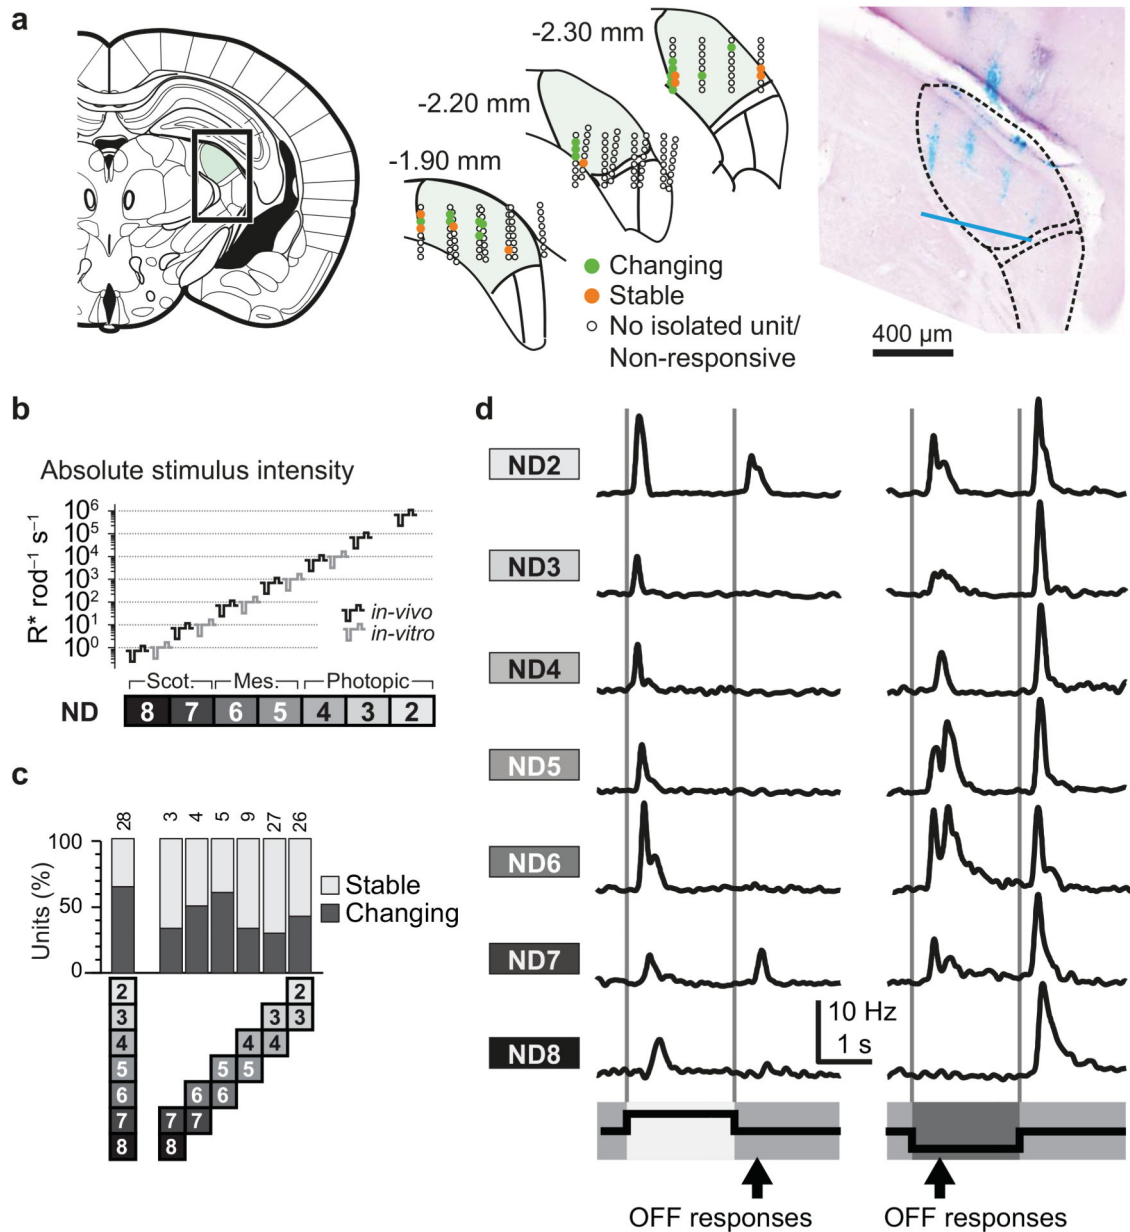 a
-2.30 mm
-2.20 mm
-1.90 mm
Changing
Stable
No isolated unit/
Non-responsive
400 µm
b
Absolute stimulus intensity
R* rod⁻¹ s⁻¹
10⁶
10⁵
10⁴
10³
10²
10¹
10⁰
in-vivo
in-vitro
Scot. Mes. Photopic
ND 8 7 6 5 4 3 2
c
Units (%)
100
50
0
28 3 4 5 9 27 26
Stable
Changing
2 2
3 3 3
4 4 4
5 5 5
6 6 6
7 7 7
8 8
d
ND2
ND3
ND4
ND5
ND6
ND7
ND8
10 Hz
1 s
OFF responses OFF responses